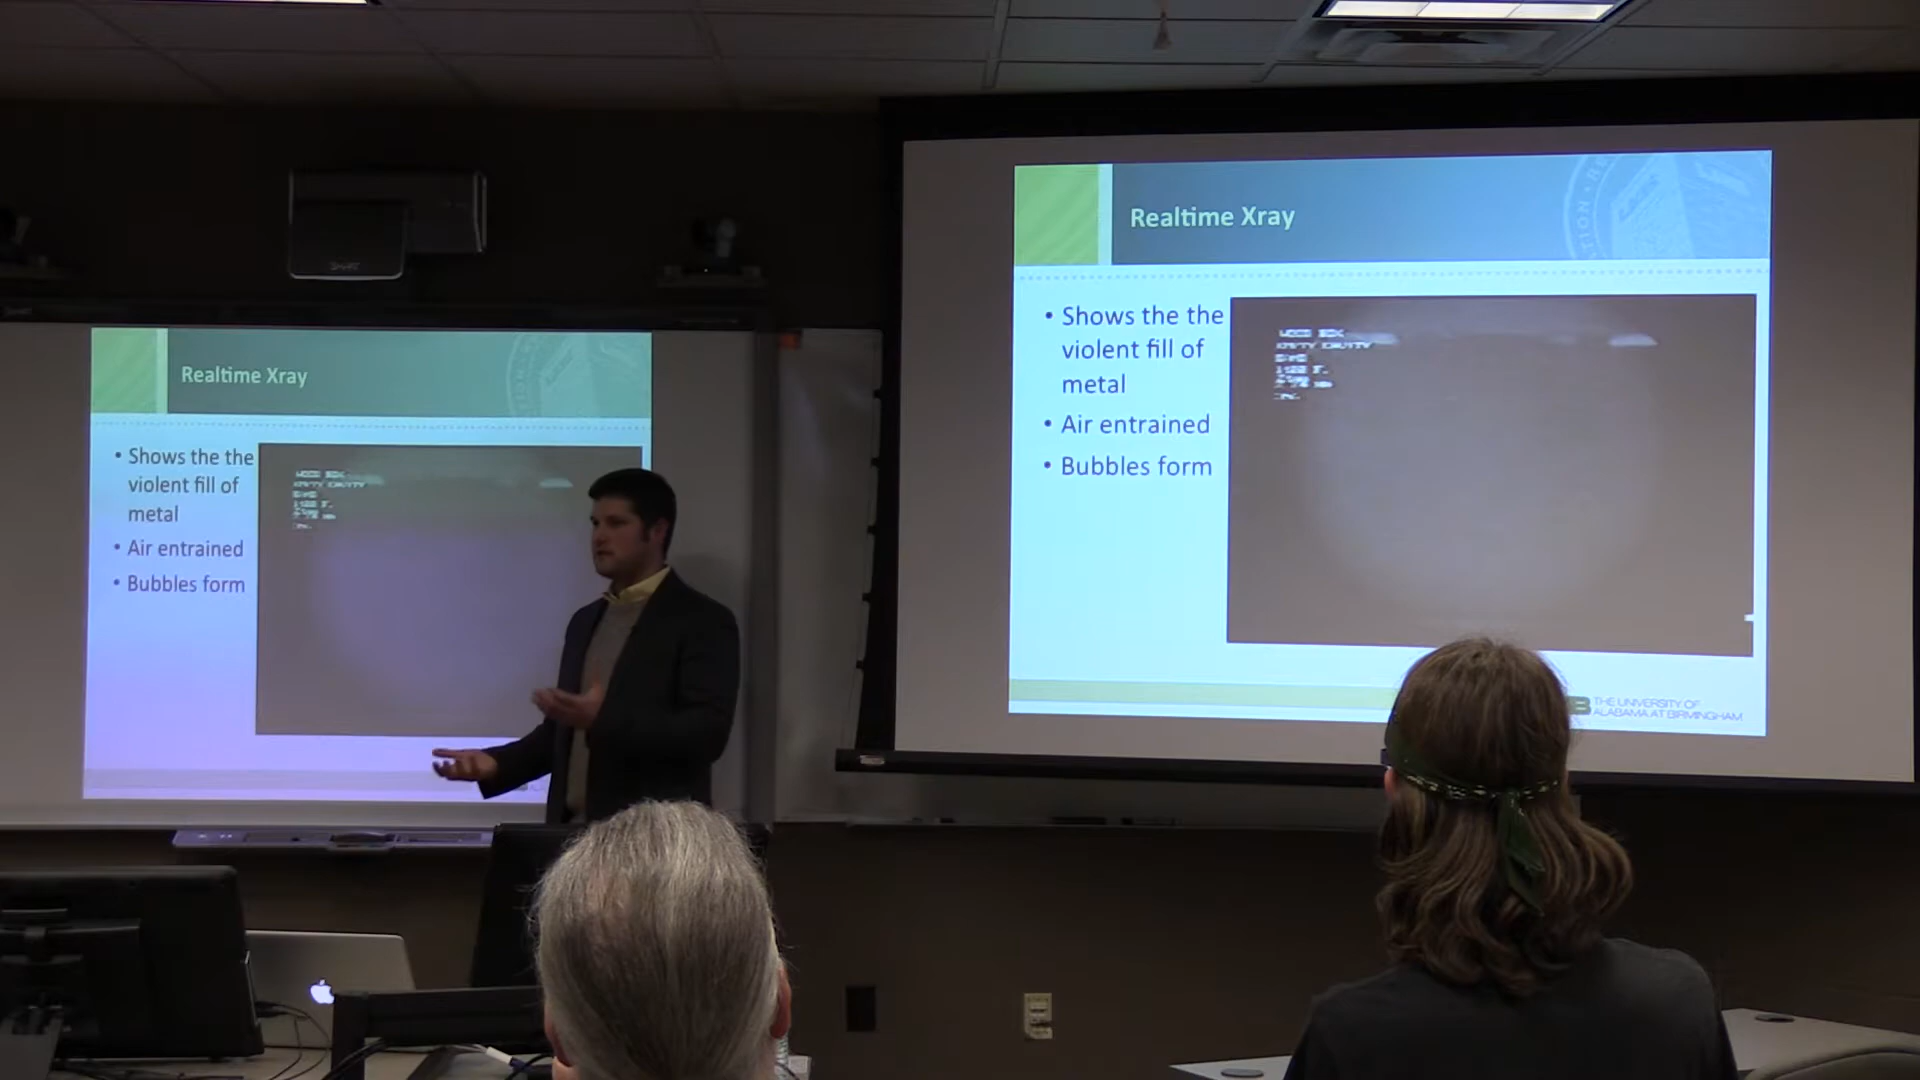 SMART
Realtime Xray
• Shows the the
violent fill of
metal
• Air entrained
• Bubbles form
Realtime Xray
• Shows the the
violent fill of
metal
• Air entrained
• Bubbles form
THE UNIVERSITY OF
ALABAMA AT BIRMINGHAM